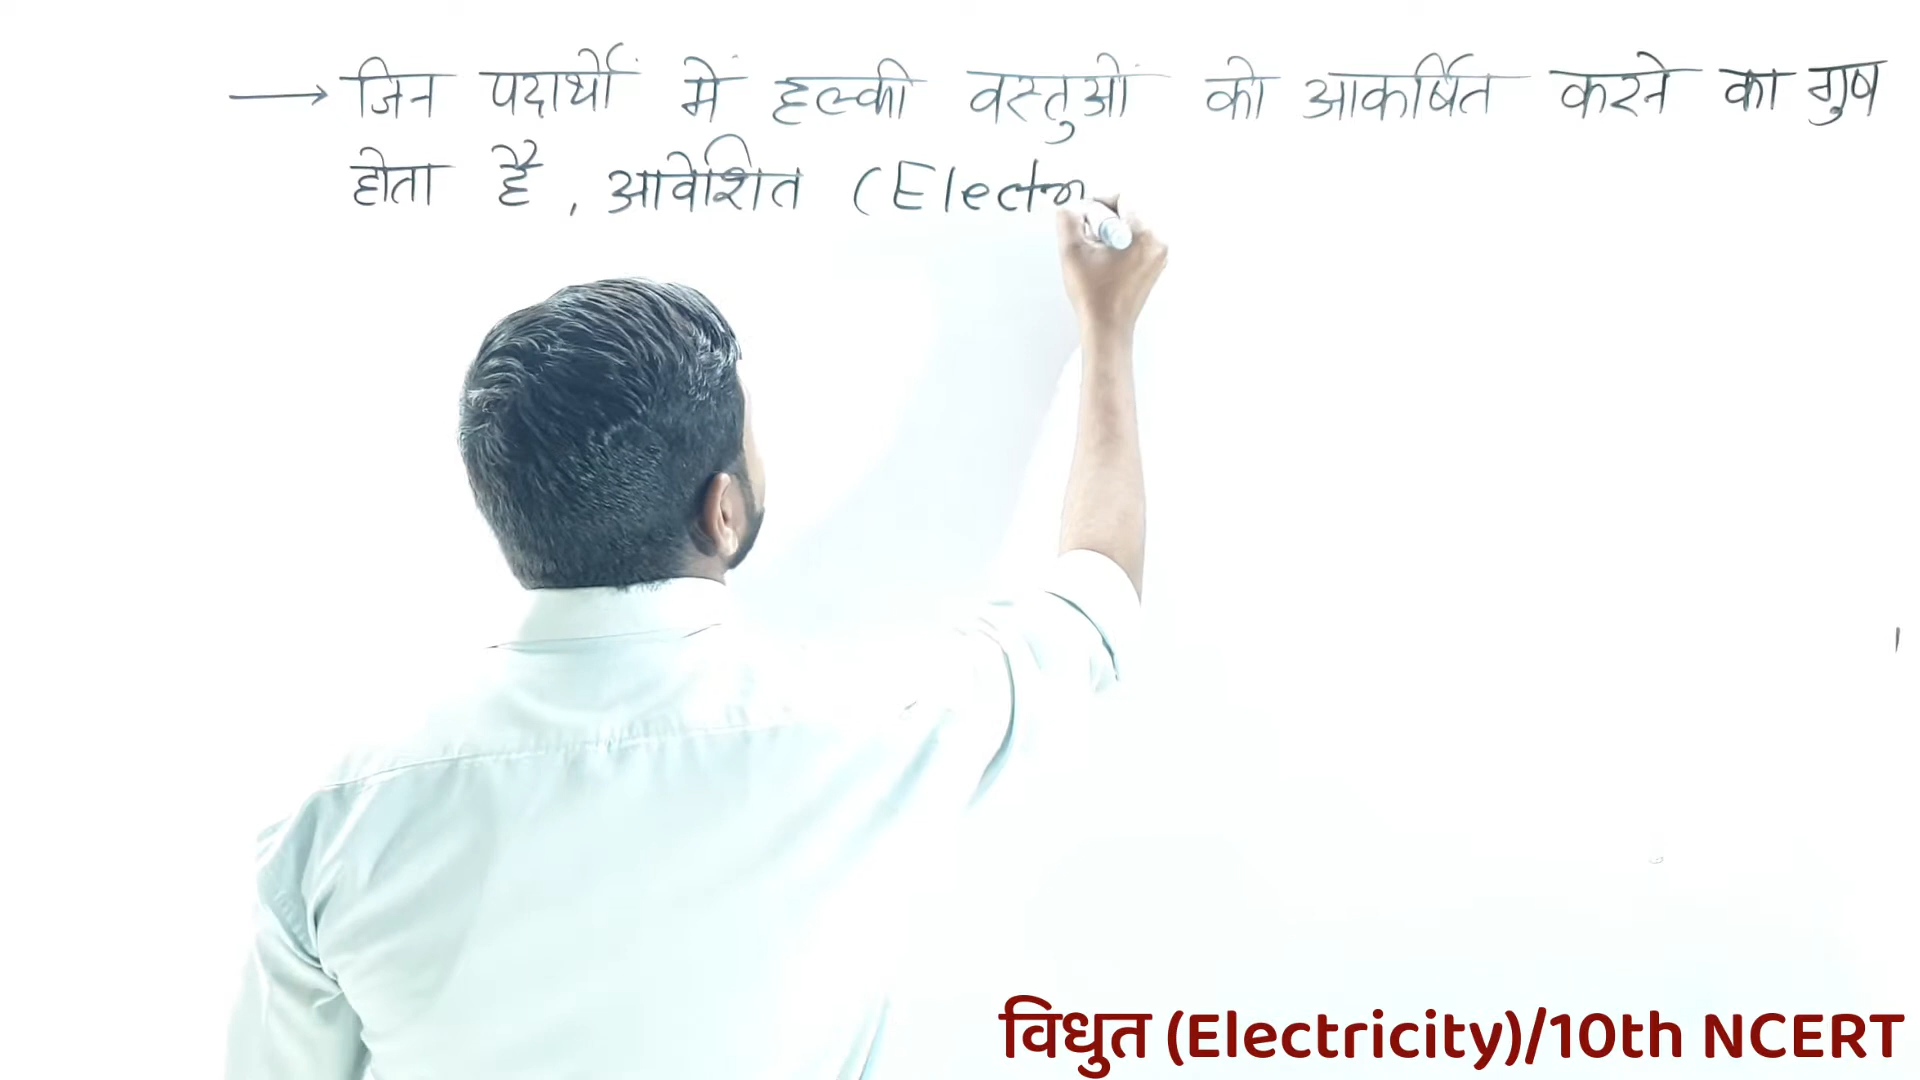 → जिन पदार्थों में हल्की वस्तुओं को आकर्षित करने का गुष
होता है, आवेशित (Electr
विधुत (Electricity)/10th NCERT